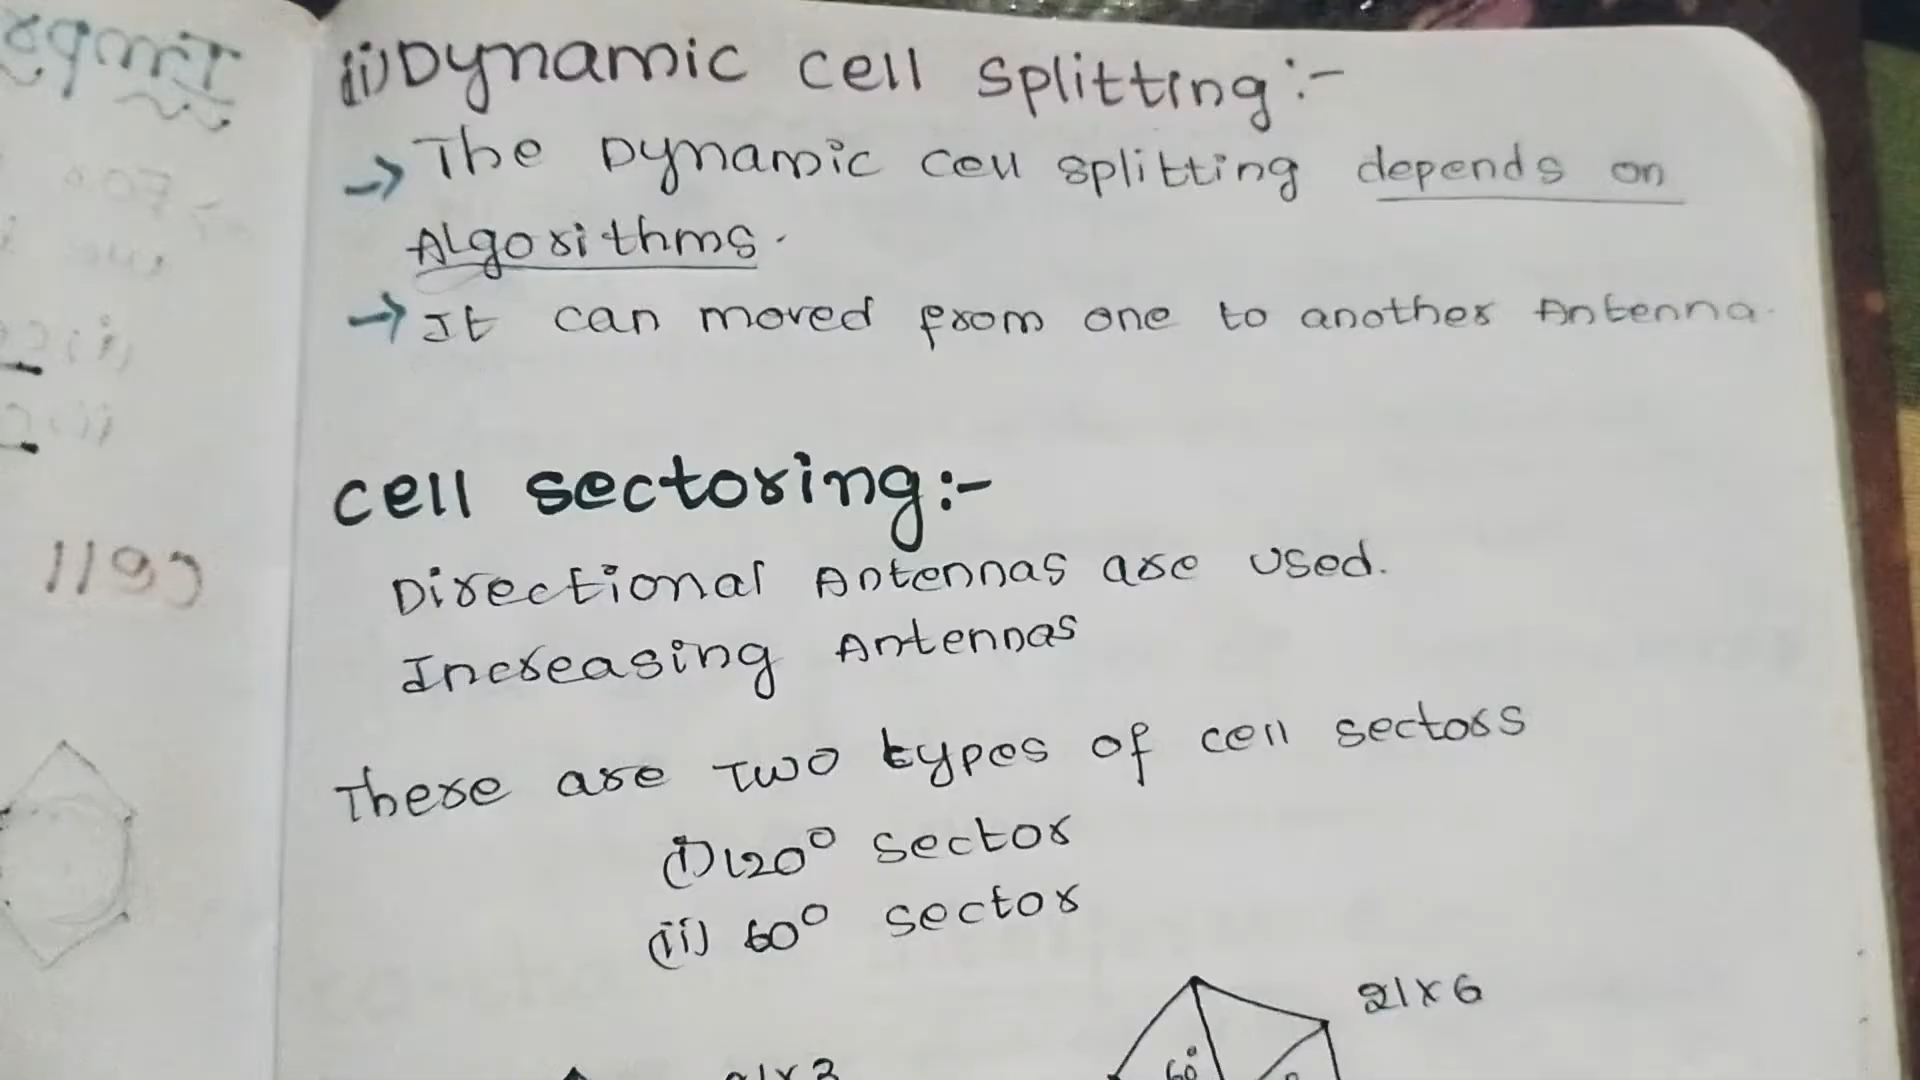 (ii) Dynamic cell splitting:-
→ The Dynamic cell splitting depends on
Algorithms.
→ It can moved from one to another Antenna.
cell sectoring:-
Directional Antennas are used.
Increasing Antennas
There are two types of cell sectors
(i) 120° sector
(ii) 60° sector
21x6
60°